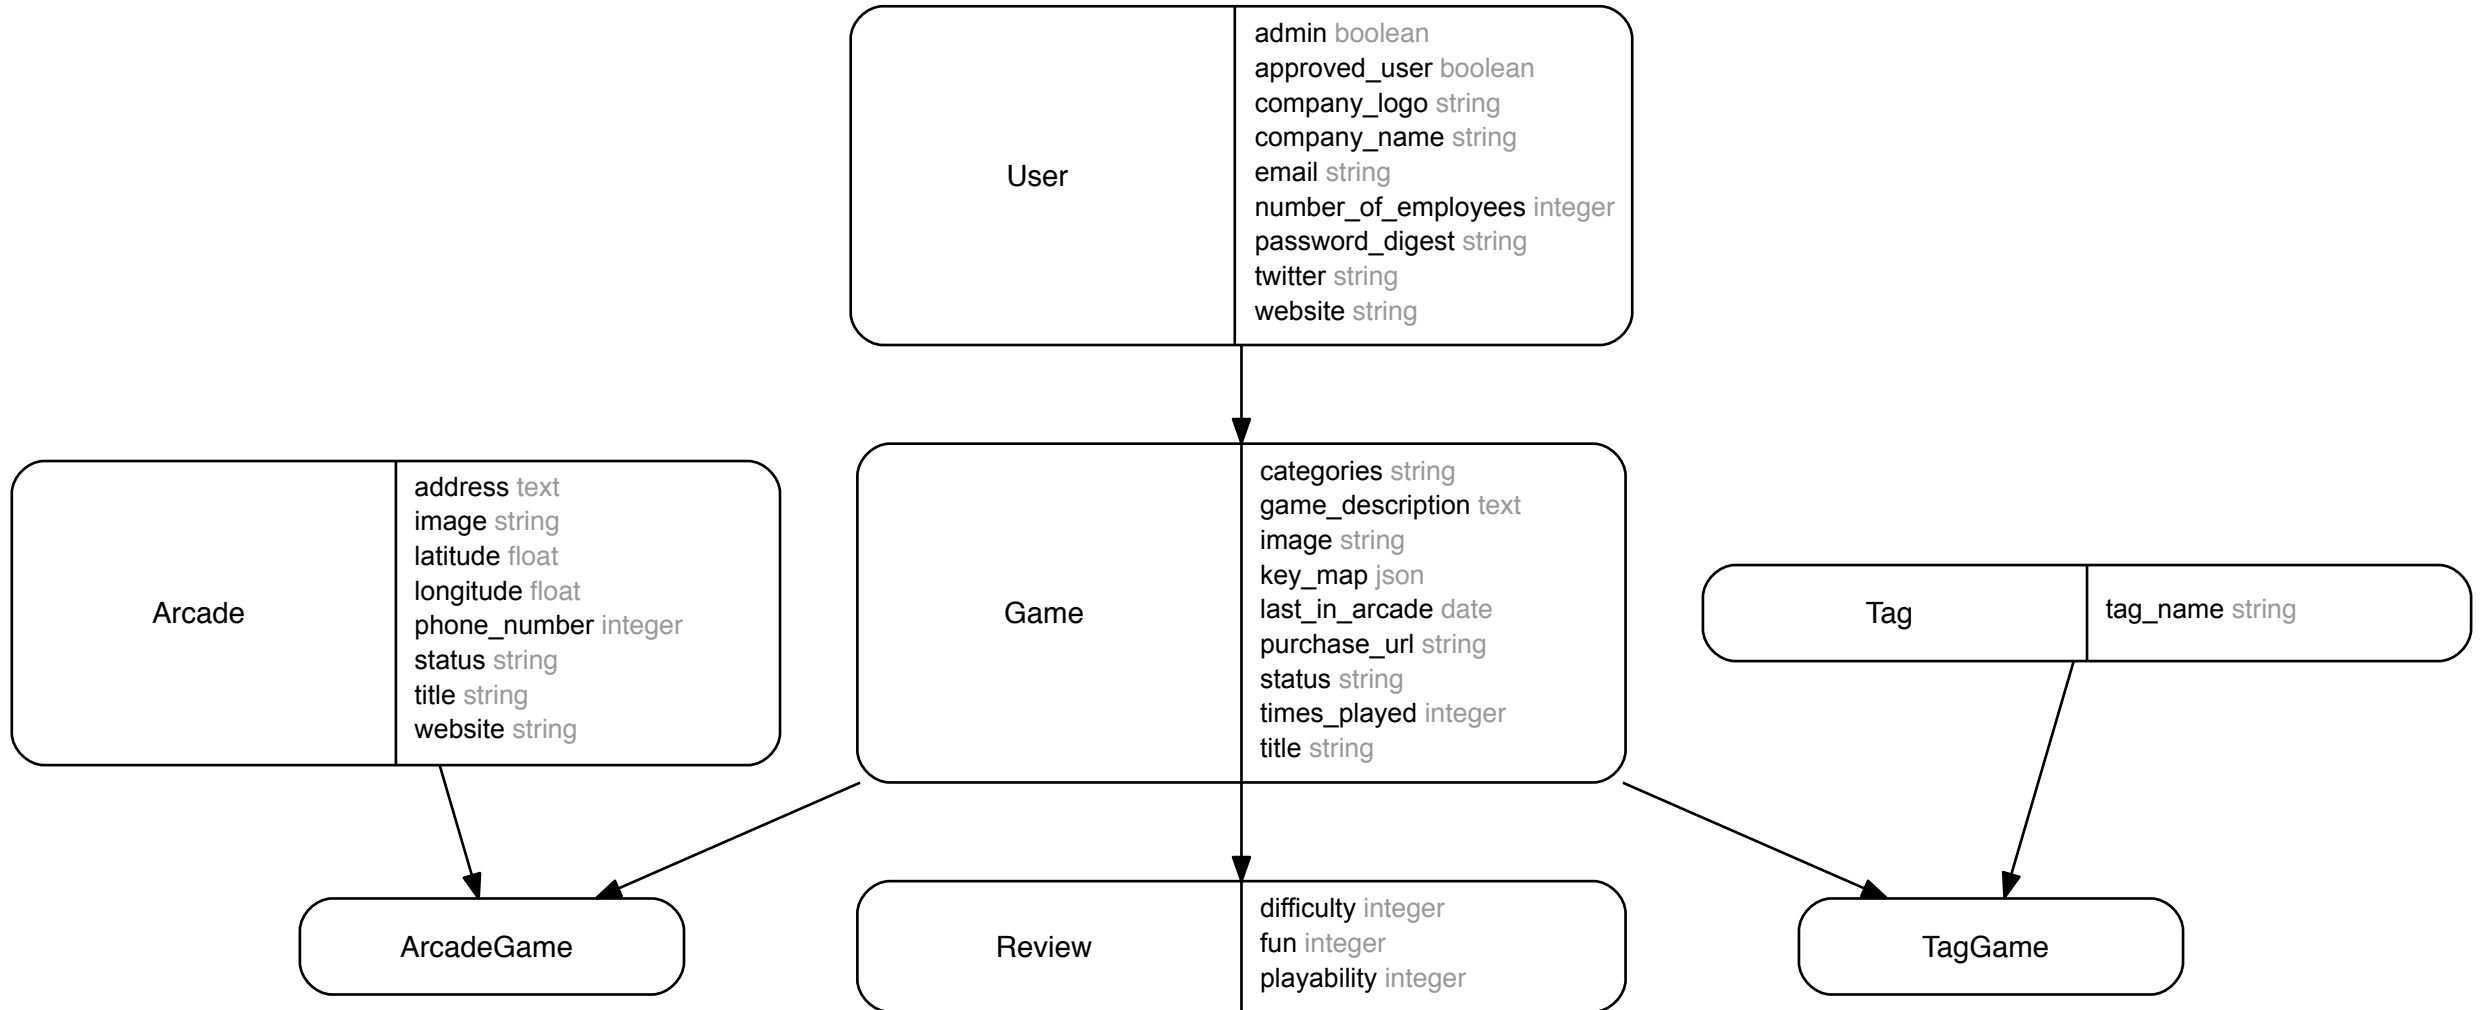 User
admin boolean
approved_user boolean
company_logo string
company_name string
email string
number_of_employees integer
password_digest string
twitter string
website string
Arcade
address text
image string
latitude float
longitude float
phone_number integer
status string
title string
website string
Game
categories string
game_description text
image string
key_map json
last_in_arcade date
purchase_url string
status string
times_played integer
title string
Tag
tag_name string
ArcadeGame
Review
difficulty integer
fun integer
playability integer
TagGame